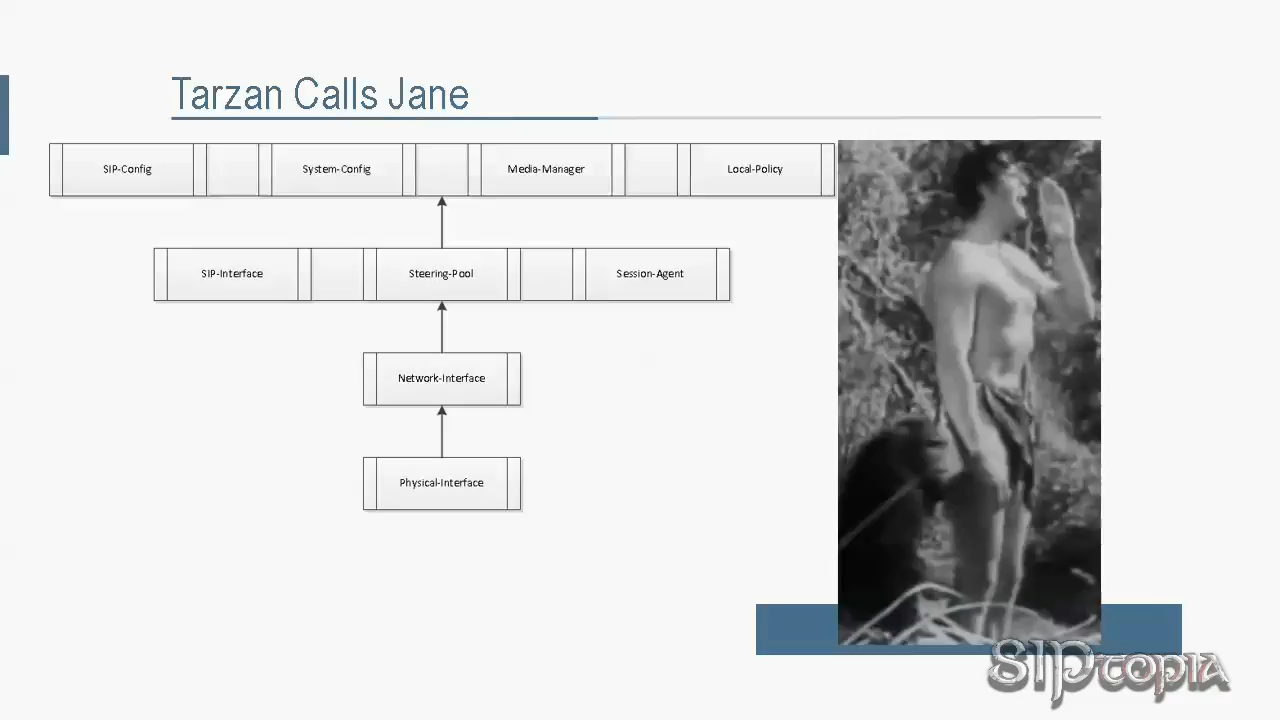 Tarzan Calls Jane
SIP-Config
System-Config
Media-Manager
Local-Policy
SIP-Interface
Steering-Pool
Session-Agent
Network-Interface
Physical-Interface
SIPtopia